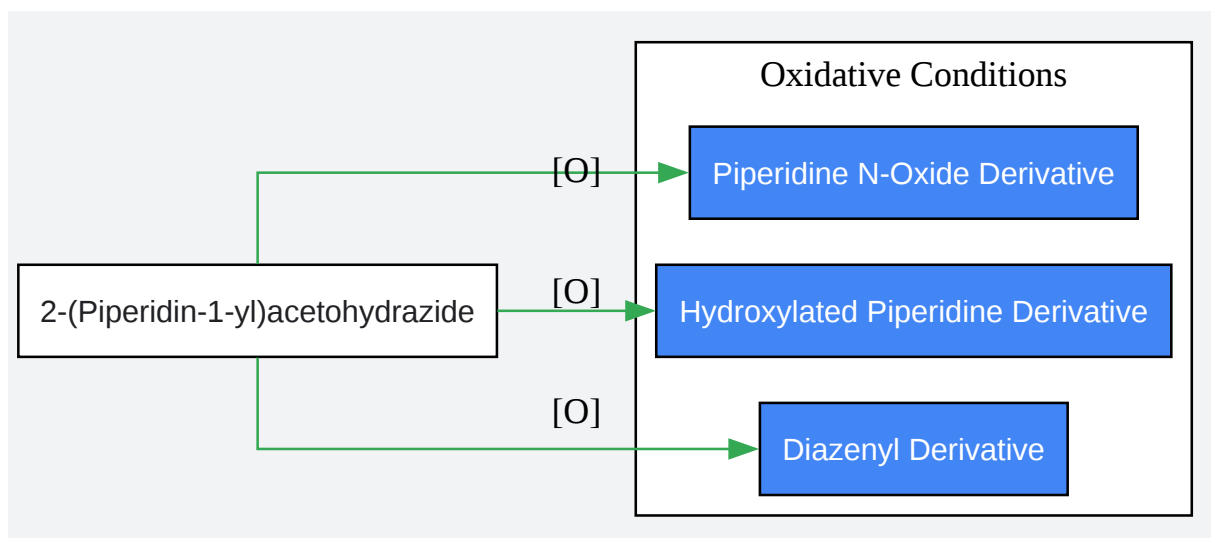 Oxidative Conditions
[O]
Piperidine N-Oxide Derivative
2-(Piperidin-1-yl)acetohydrazide
[O]
Hydroxylated Piperidine Derivative
[O]
Diazenyl Derivative